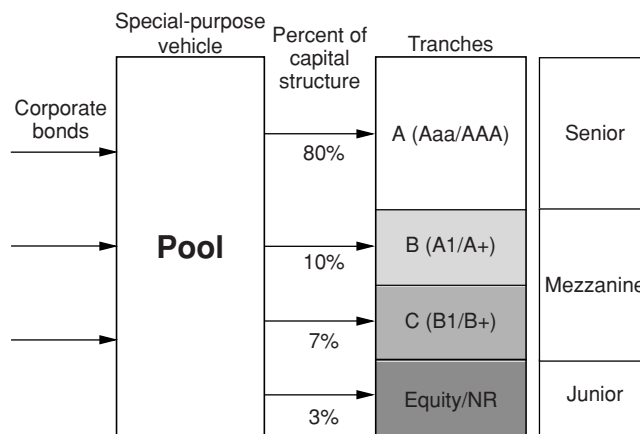 Special-purpose
vehicle
Percent of
capital
structure
Tranches
Corporate
bonds
Pool
80%
10%
7%
3%
A (Aaa/AAA)
B (A1/A+)
C (B1/B+)
Equity/NR
Senior
Mezzanine
Junior